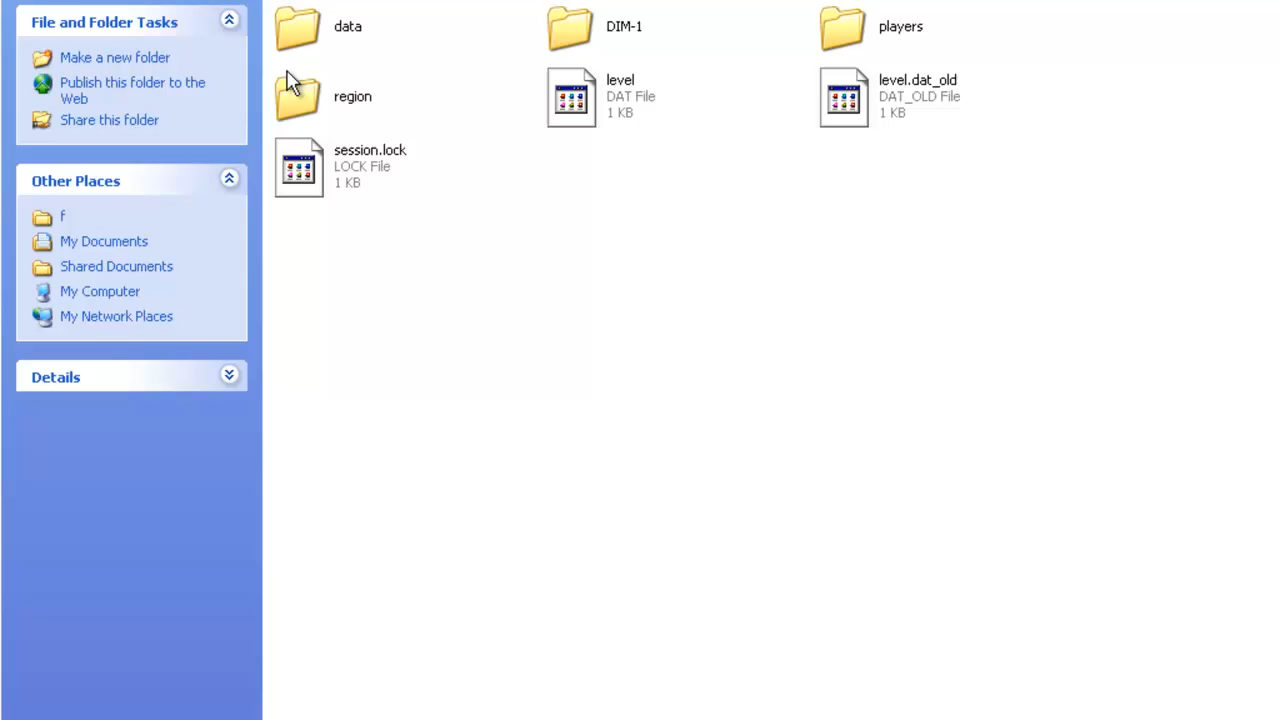 File and Folder Tasks
Make a new folder
Publish this folder to the
Web
Share this folder
Other Places
f
My Documents
Shared Documents
My Computer
My Network Places
Details
data
DIM-1
players
region
level
DAT File
1 KB
level.dat_old
DAT_OLD File
1 KB
session.lock
LOCK File
1 KB